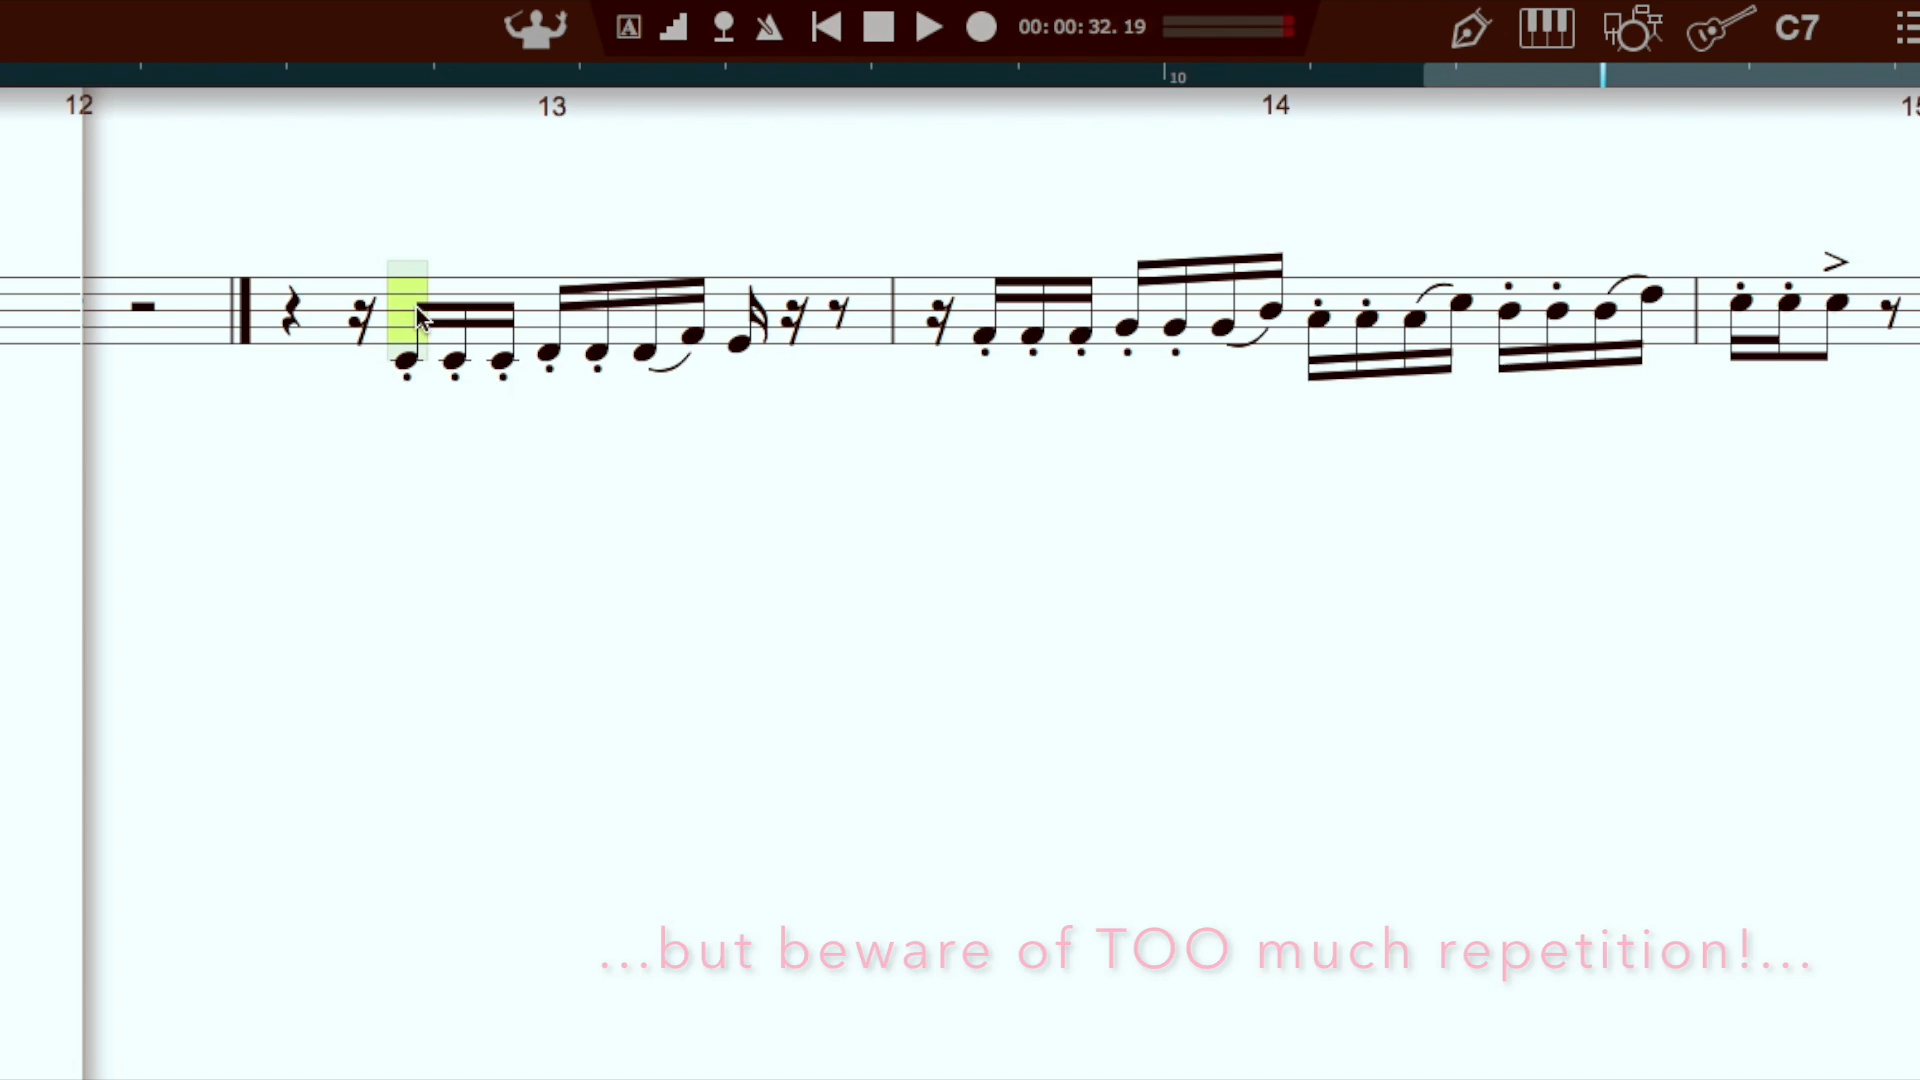 A
00: 00: 32. 19
C7
10
12
13
14
15
...but beware of TOO much repetition!...